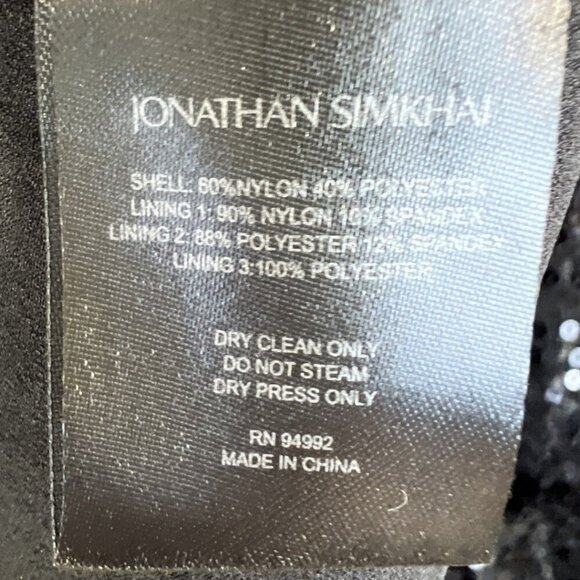 JONATHAN SIMKHAI
SHELL: 60%NYLON 40% POLYESTER
LINING 1: 90% NYLON 10% SPANDEX
LINING 2: 88% POLYESTER 12% SPANDEX
LINING 3:100% POLYESTER
DRY CLEAN ONLY
DO NOT STEAM
DRY PRESS ONLY
RN 94992
MADE IN CHINA